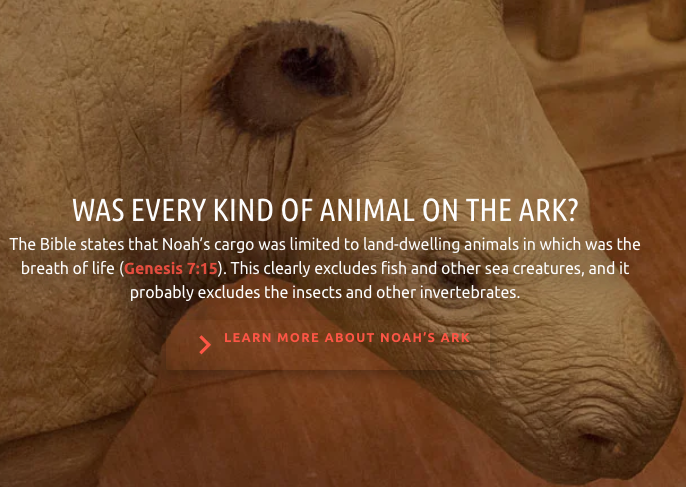 WAS EVERY KIND OF ANIMAL ON THE ARK?
The Bible states that Noah's cargo was limited to land-dwelling animals in which was the
breath of life (Genesis 7:15). This clearly excludes fish and other sea creatures, and it
probably excludes the insects and other invertebrates.
LEARN MORE ABOUT NOAH'S ARK